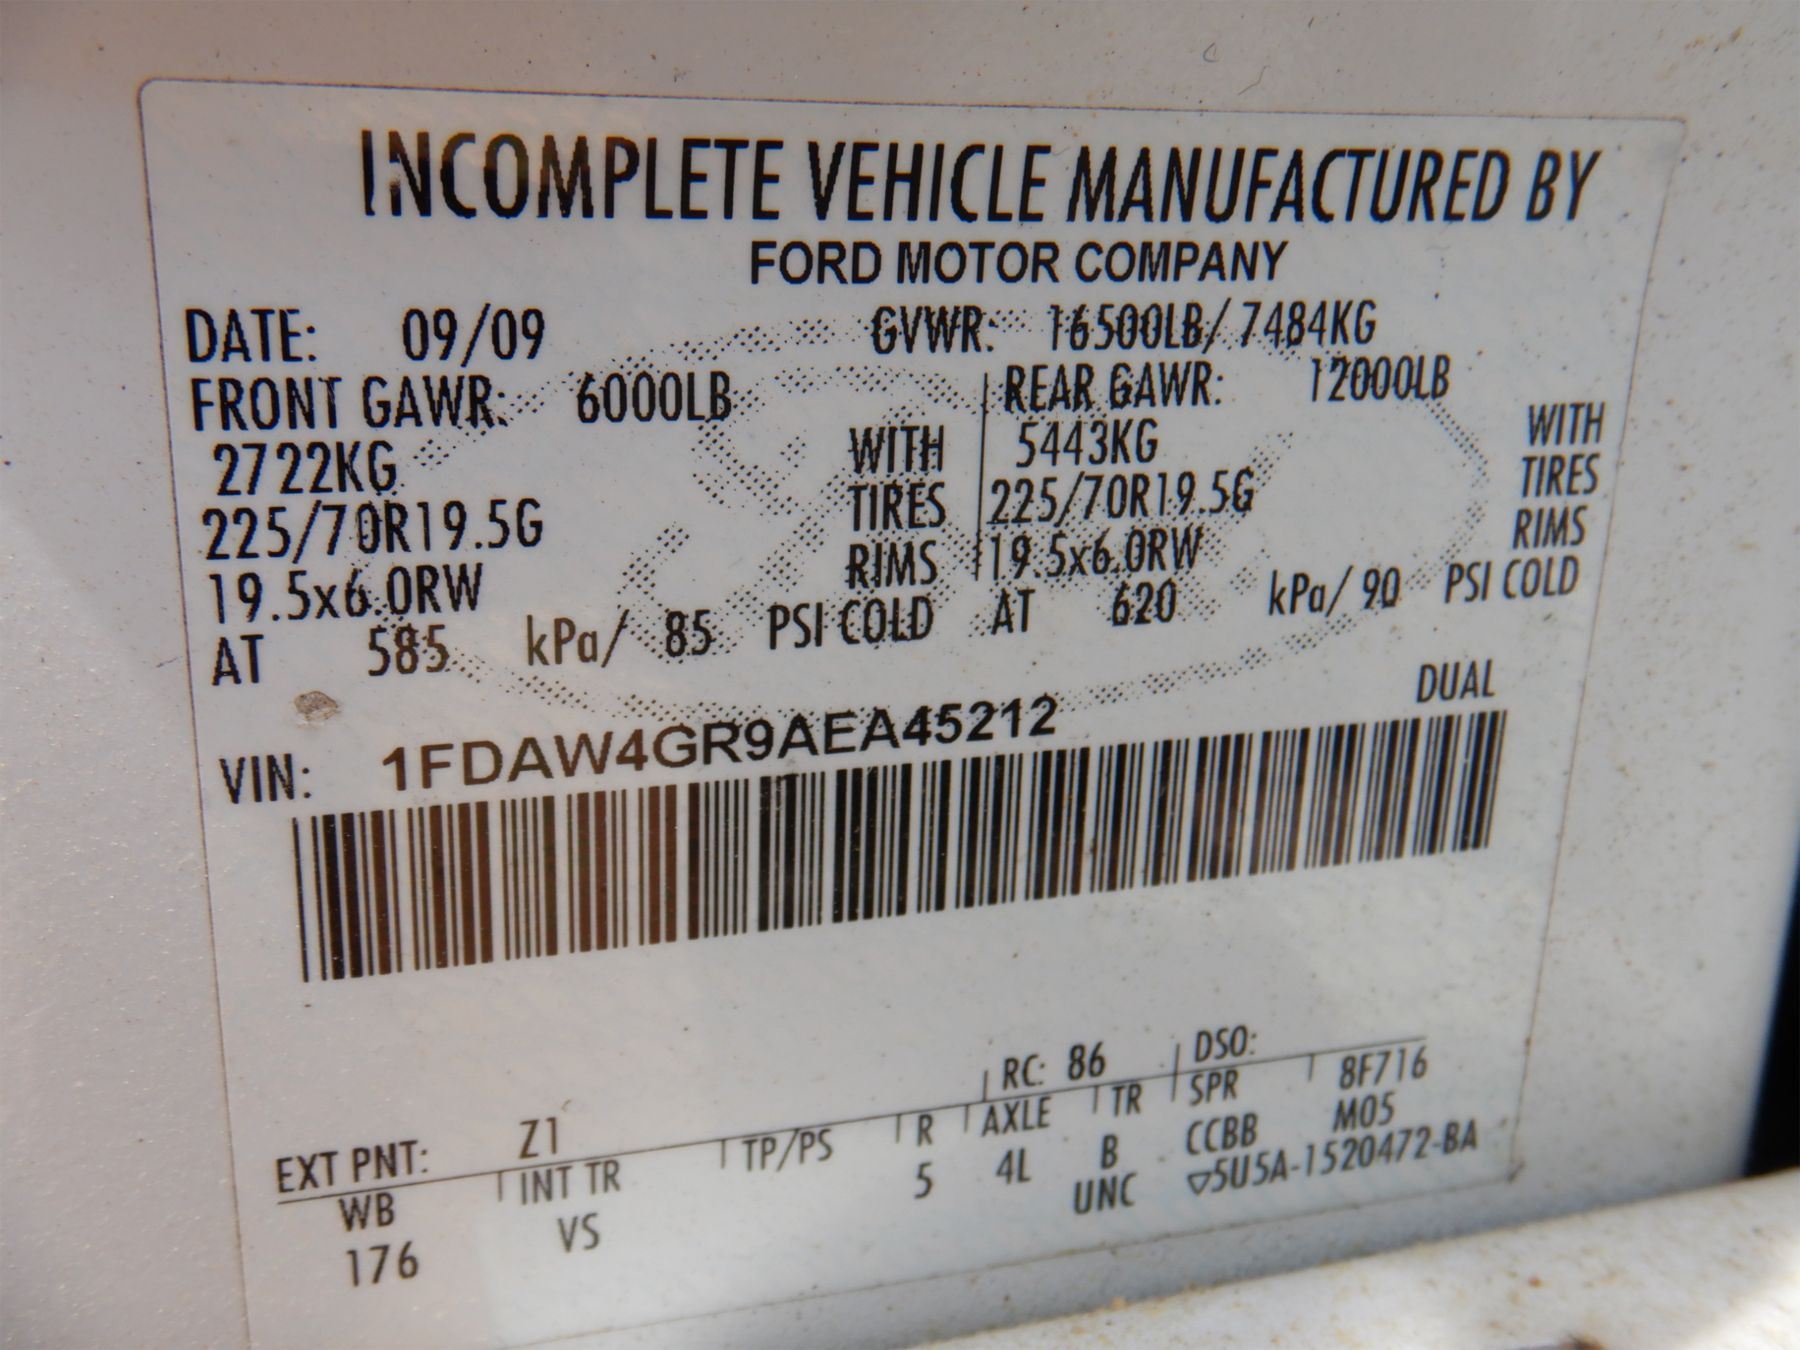 INCOMPLETE VEHICLE MANUFACTURED BY
FORD MOTOR COMPANY
DATE: 09/09 GVWR: 16500LB/ 7484KG
FRONT GAWR: 6000LB REAR GAWR: 12000LB
2722KG WITH 5443KG WITH
225/70R19.5G TIRES 225/70R19.5G TIRES
19.5x6.0RW RIMS 19.5x6.0RW RIMS
AT 585 kPa/ 85 PSI COLD AT 620 kPa/ 90 PSI COLD
DUAL
VIN: 1FDAW4GR9AEA45212
EXT PNT: Z1 RC: 86 DSO:
WB INT TR TP/PS R AXLE TR SPR 8F716
176 VS 5 4L B CCBB M05
UNC ▽5U5A-1520472-BA